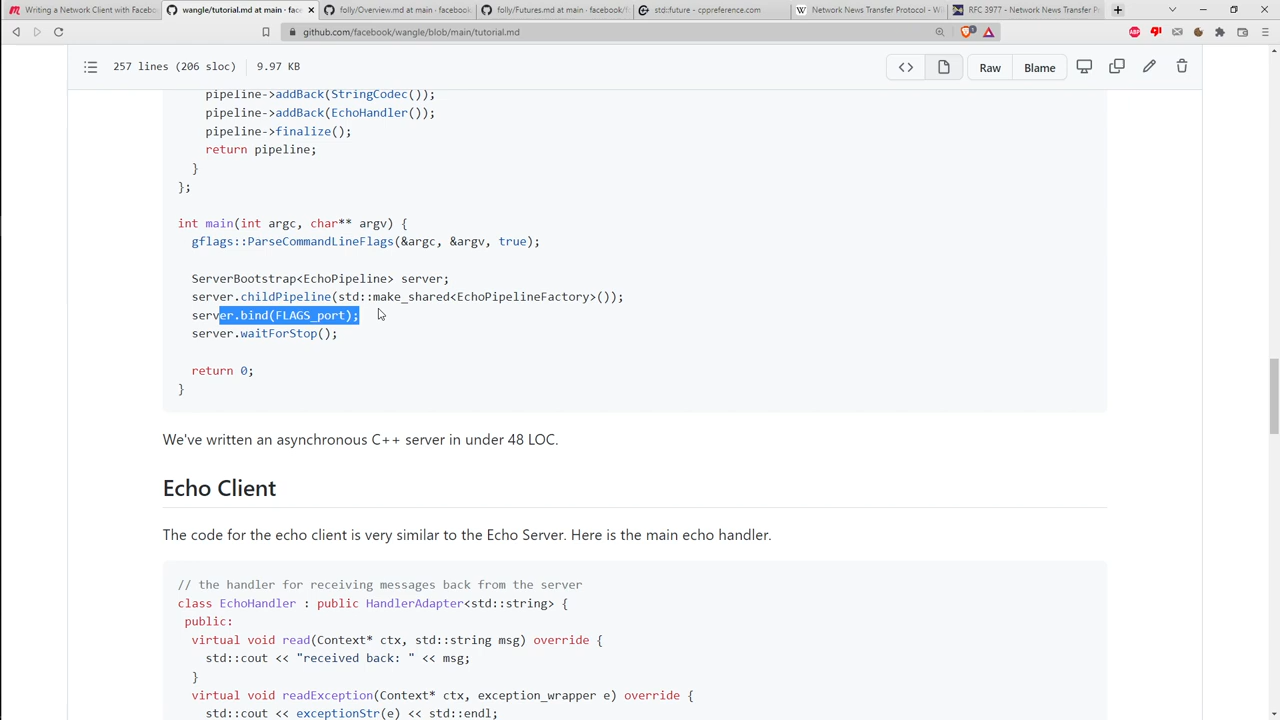 Writing a Network Client with Faceb
wangle/tutorial.md at main · fac
folly/Overview.md at main · facebook
folly/Futures.md at main · facebook/
std::future - cppreference.com
Network News Transfer Protocol - Wi
RFC 3977 - Network News Transfer P
github.com/facebook/wangle/blob/main/tutorial.md
257 lines (206 sloc) 9.97 KB
Raw
Blame
pipeline->addBack(StringCodec());
pipeline->addBack(EchoHandler());
pipeline->finalize();
return pipeline;
}
};
int main(int argc, char** argv) {
gflags::ParseCommandLineFlags(&argc, &argv, true);
ServerBootstrap<EchoPipeline> server;
server.childPipeline(std::make_shared<EchoPipelineFactory>());
server.bind(FLAGS_port);
server.waitForStop();
return 0;
}
We've written an asynchronous C++ server in under 48 LOC.
Echo Client
The code for the echo client is very similar to the Echo Server. Here is the main echo handler.
// the handler for receiving messages back from the server
class EchoHandler : public HandlerAdapter<std::string> {
public:
virtual void read(Context* ctx, std::string msg) override {
std::cout << "received back: " << msg;
}
virtual void readException(Context* ctx, exception_wrapper e) override {
std::cout << exceptionStr(e) << std::endl;